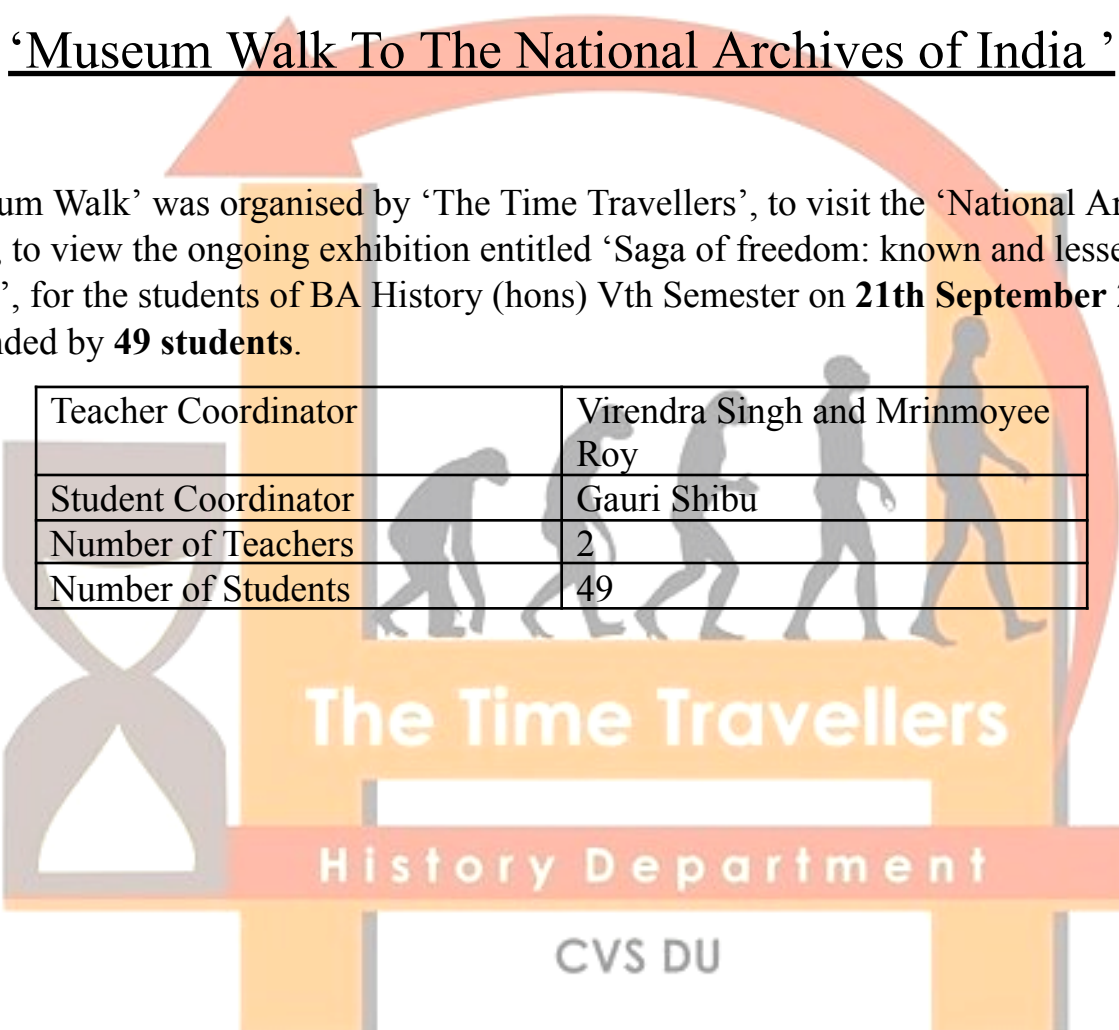 ‘Museum Walk To The National Archives of India ’
um Walk’ was organised by ‘The Time Travellers’, to visit the ‘National Ar
, to view the ongoing exhibition entitled ‘Saga of freedom: known and lesse
’, for the students of BA History (hons) Vth Semester on 21th September
nded by 49 students.
Teacher Coordinator Virendra Singh and Mrinmoyee
Roy
Student Coordinator Gauri Shibu
Number of Teachers 2
Number of Students 49
The Time Travellers
History Department
CVS DU